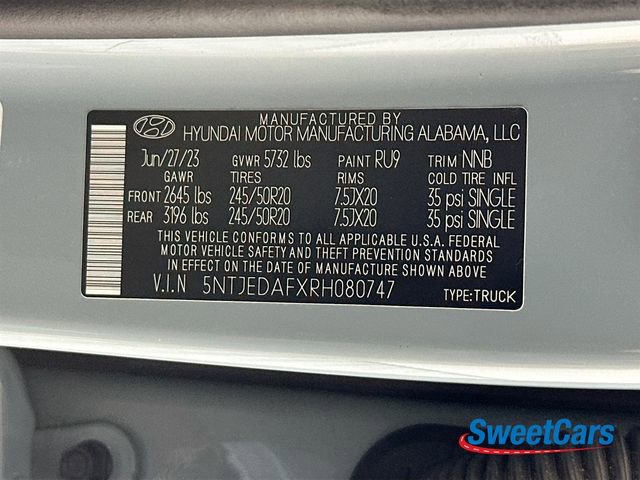 MANUFACTURED BY
HYUNDAI MOTOR MANUFACTURING ALABAMA, LLC
Jun/27/23 GVWR 5732 lbs PAINT RU9 TRIM NNB
GAWR TIRES RIMS COLD TIRE INFL
FRONT 2645 lbs 245/50R20 7.5JX20 35 psi SINGLE
REAR 3196 lbs 245/50R20 7.5JX20 35 psi SINGLE
THIS VEHICLE CONFORMS TO ALL APPLICABLE U.S.A. FEDERAL
MOTOR VEHICLE SAFETY AND BUMPER STANDARDS, AND
THEFT PREVENTION STANDARDS IN EFFECT ON THE
DATE OF MANUFACTURE SHOWN ABOVE.
V.I.N 5NTJEDAFXRH080747 TYPE:TRUCK
SweetCars